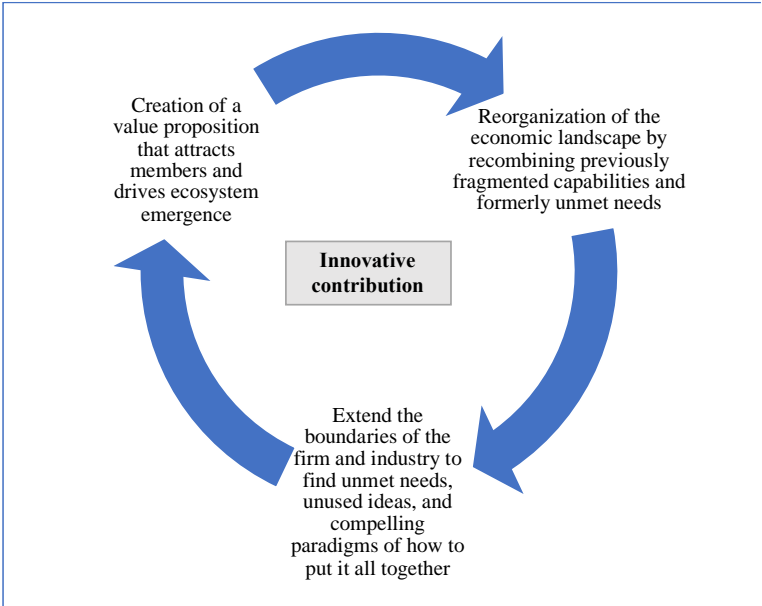 Creation of a
value proposition
that attracts
members and
drives ecosystem
emergence
Reorganization of the
economic landscape by
recombining previously
fragmented capabilities and
formerly unmet needs
Innovative
contribution
Extend the
boundaries of the
firm and industry to
find unmet needs,
unused ideas, and
compelling
paradigms of how to
put it all together